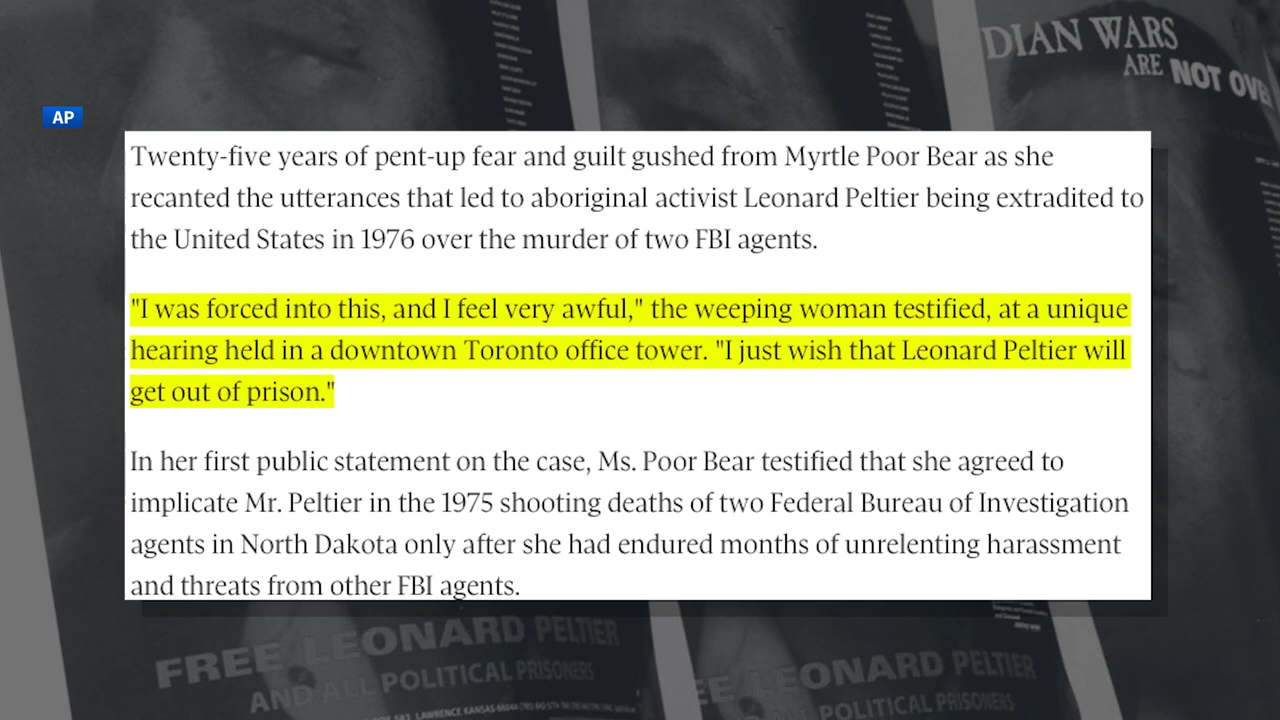 DIAN WARS
ARE NOT OVE
AP
Twenty-five years of pent-up fear and guilt gushed from Myrtle Poor Bear as she
recanted the utterances that led to aboriginal activist Leonard Peltier being extradited to
the United States in 1976 over the murder of two FBI agents.
"I was forced into this, and I feel very awful," the weeping woman testified, at a unique
hearing held in a downtown Toronto office tower. "I just wish that Leonard Peltier will
get out of prison."
In her first public statement on the case, Ms. Poor Bear testified that she agreed to
implicate Mr. Peltier in the 1975 shooting deaths of two Federal Bureau of Investigation
agents in North Dakota only after she had endured months of unrelenting harassment
and threats from other FBI agents.
FREE LEONARD PELTIER
AND ALL POLITICAL PRISONERS
LAWRENCE KANSAS
EE LEONARD PELTIER
POLITICAL PRISONERS